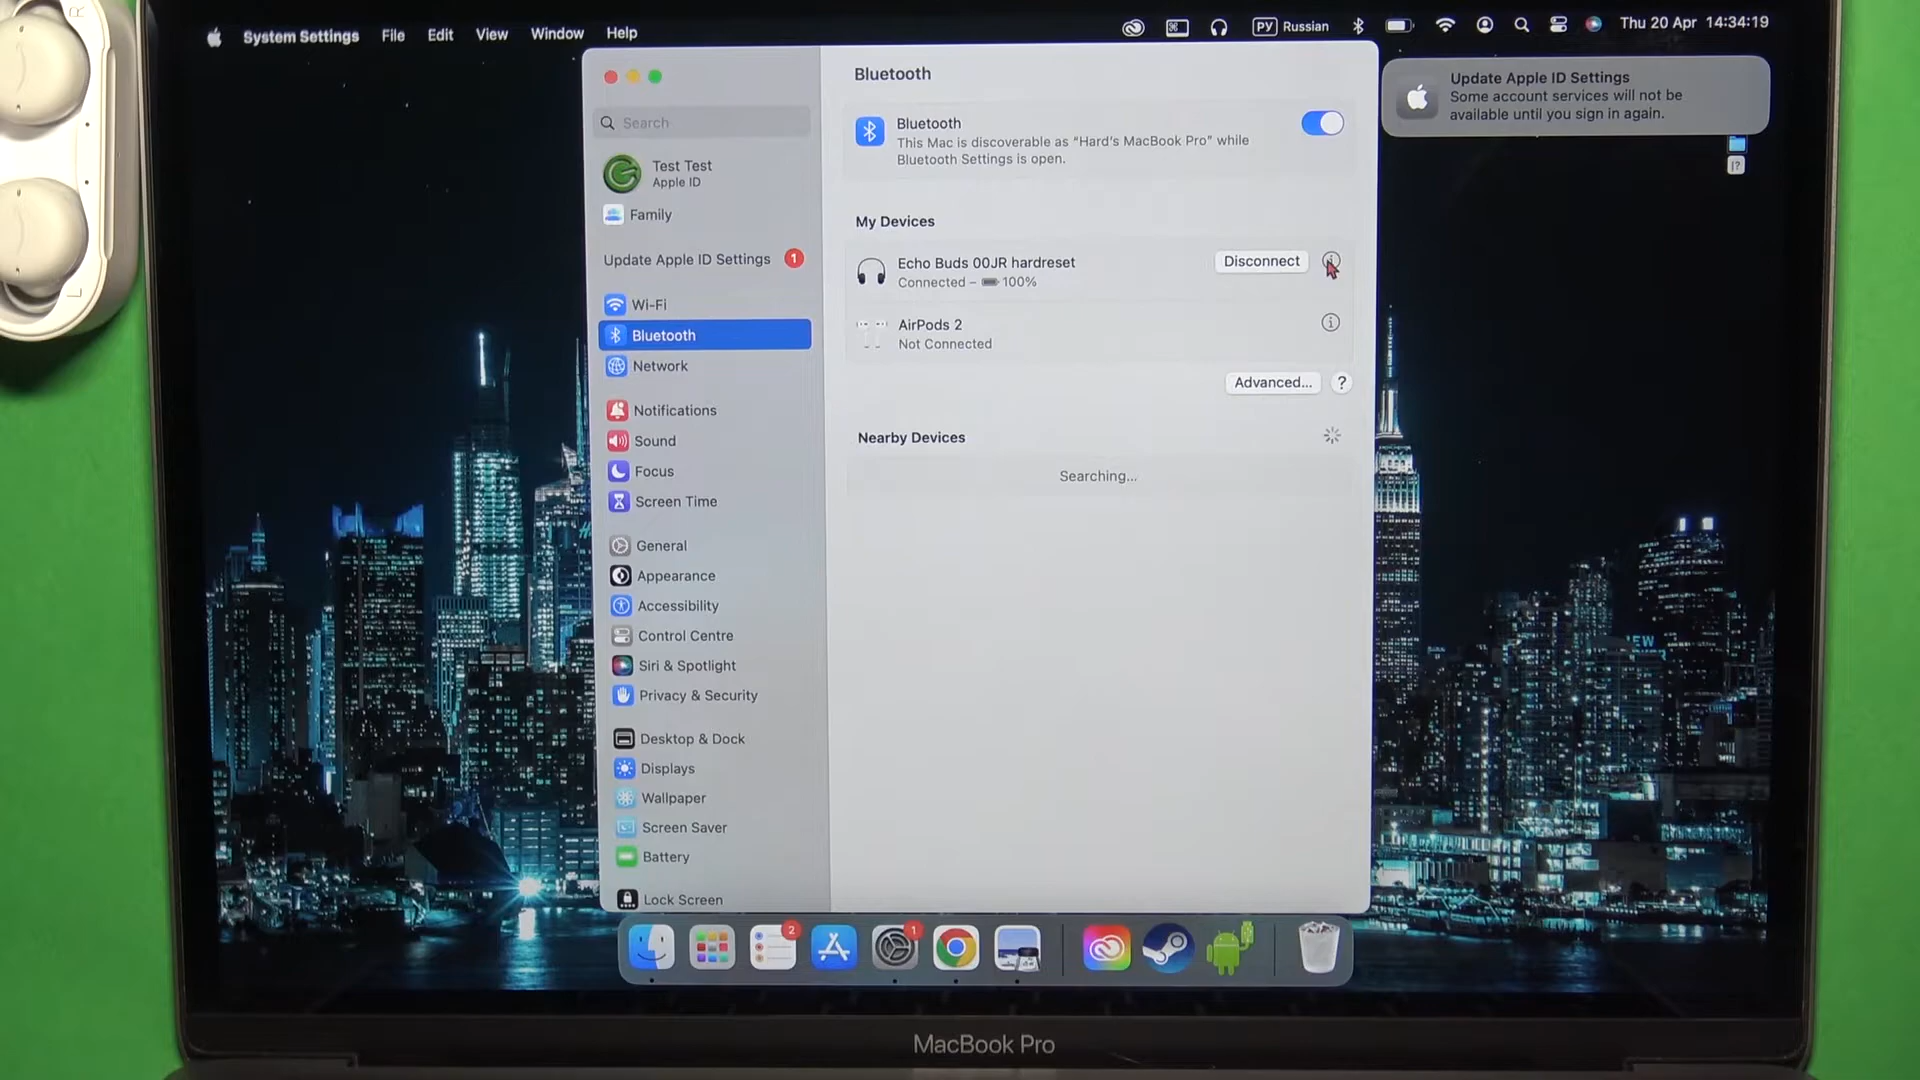 System Settings File Edit View Window Help
РУ Russian
Thu 20 Apr 14:34:19
Update Apple ID Settings
Some account services will not be
available until you sign in again.
Search
Test Test
Apple ID
Family
Update Apple ID Settings 1
Wi-Fi
Bluetooth
Network
Notifications
Sound
Focus
Screen Time
General
Appearance
Accessibility
Control Centre
Siri & Spotlight
Privacy & Security
Desktop & Dock
Displays
Wallpaper
Screen Saver
Battery
Lock Screen
Bluetooth
Bluetooth
This Mac is discoverable as “Hard’s MacBook Pro” while
Bluetooth Settings is open.
My Devices
Echo Buds 00JR hardreset
Connected – 100%
Disconnect
AirPods 2
Not Connected
Advanced... ?
Nearby Devices
Searching...
2
1
MacBook Pro
R
L